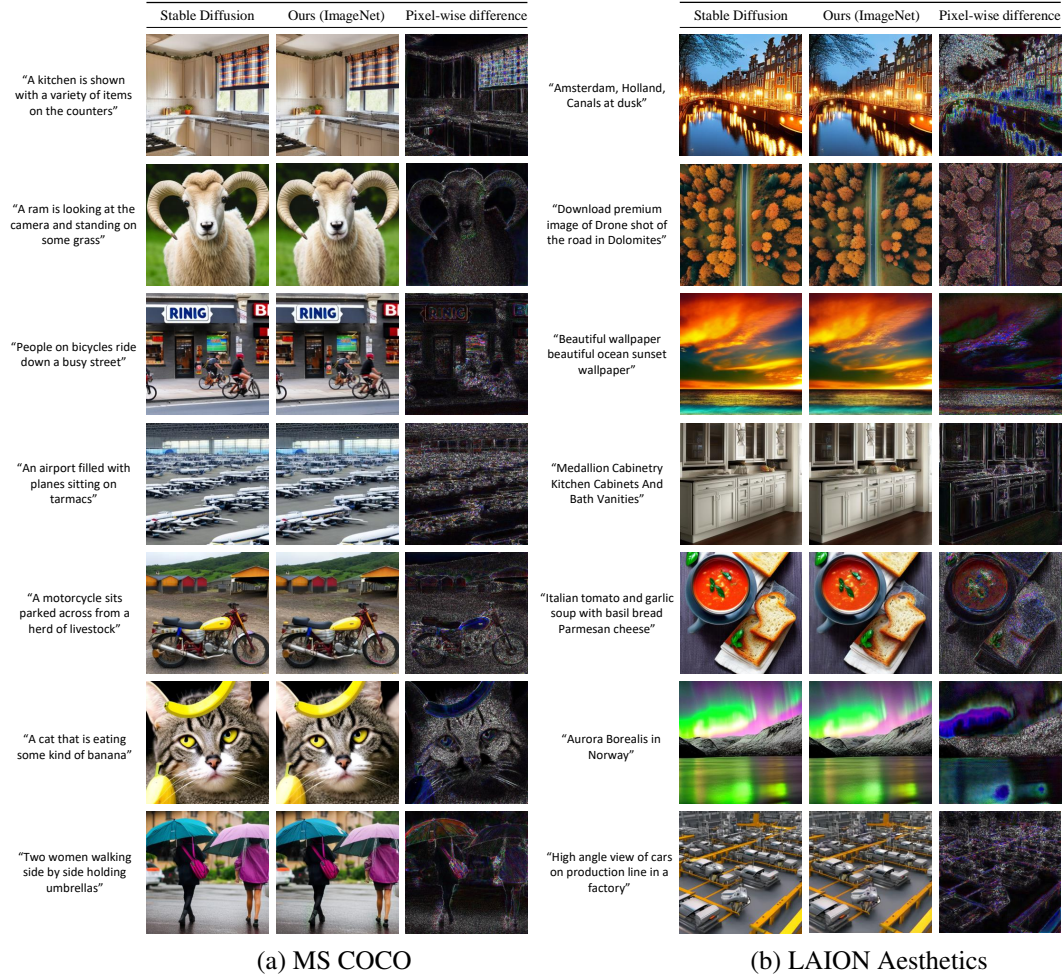 Stable Diffusion
Ours (ImageNet)
Pixel-wise difference
“A kitchen is shown
with a variety of items
on the counters”
“A ram is looking at the
camera and standing on
some grass”
“People on bicycles ride
down a busy street”
RINIG
B
RINIG
B
RINIG
“An airport filled with
planes sitting on
tarmacs”
“A motorcycle sits
parked across from a
herd of livestock”
“A cat that is eating
some kind of banana”
“Two women walking
side by side holding
umbrellas”
(a) MS COCO
Stable Diffusion
Ours (ImageNet)
Pixel-wise difference
“Amsterdam, Holland,
Canals at dusk”
“Download premium
image of Drone shot of
the road in Dolomites”
“Beautiful wallpaper
beautiful ocean sunset
wallpaper”
“Medallion Cabinetry
Kitchen Cabinets And
Bath Vanities”
“Italian tomato and garlic
soup with basil bread
Parmesan cheese”
“Aurora Borealis in
Norway”
“High angle view of cars
on production line in a
factory”
(b) LAION Aesthetics